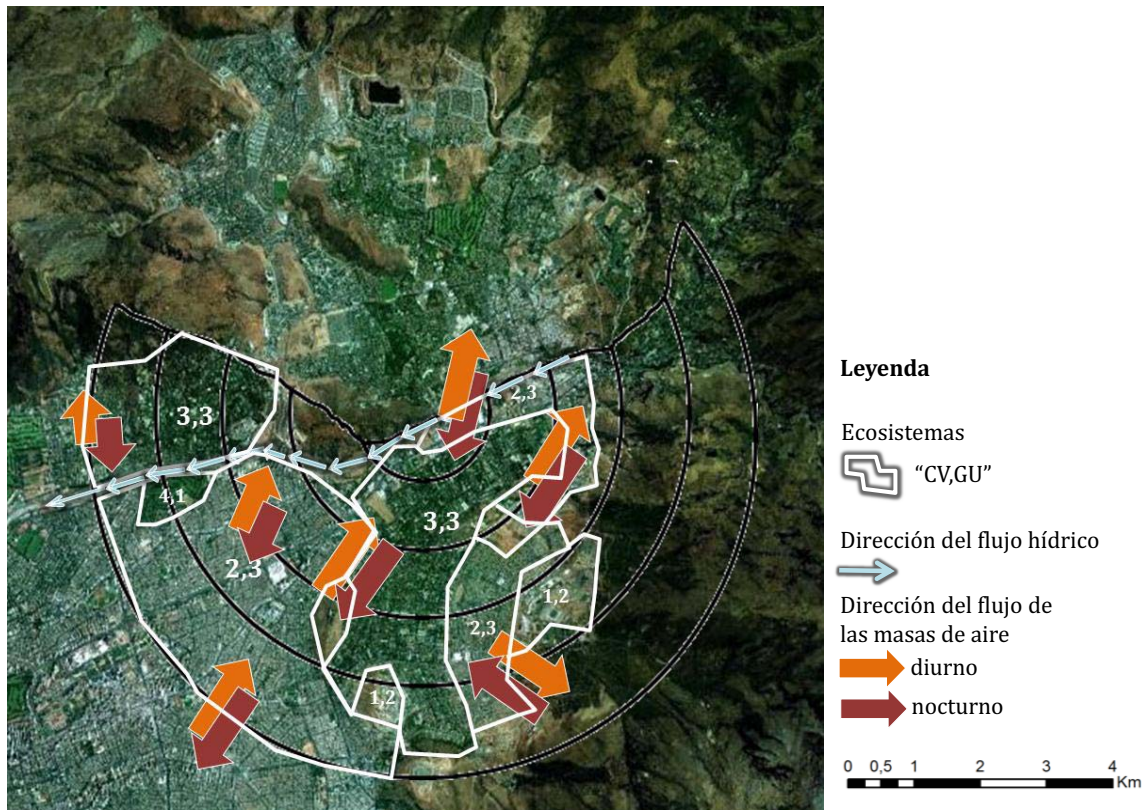 2,3
3,3
4,1
3,3
2,3
1,2
2,3
1,2
Leyenda
Ecosistemas
“CV,GU”
Dirección del flujo hídrico
Dirección del flujo de
las masas de aire
diurno
nocturno
0 0,5 1 2 3 4
Km